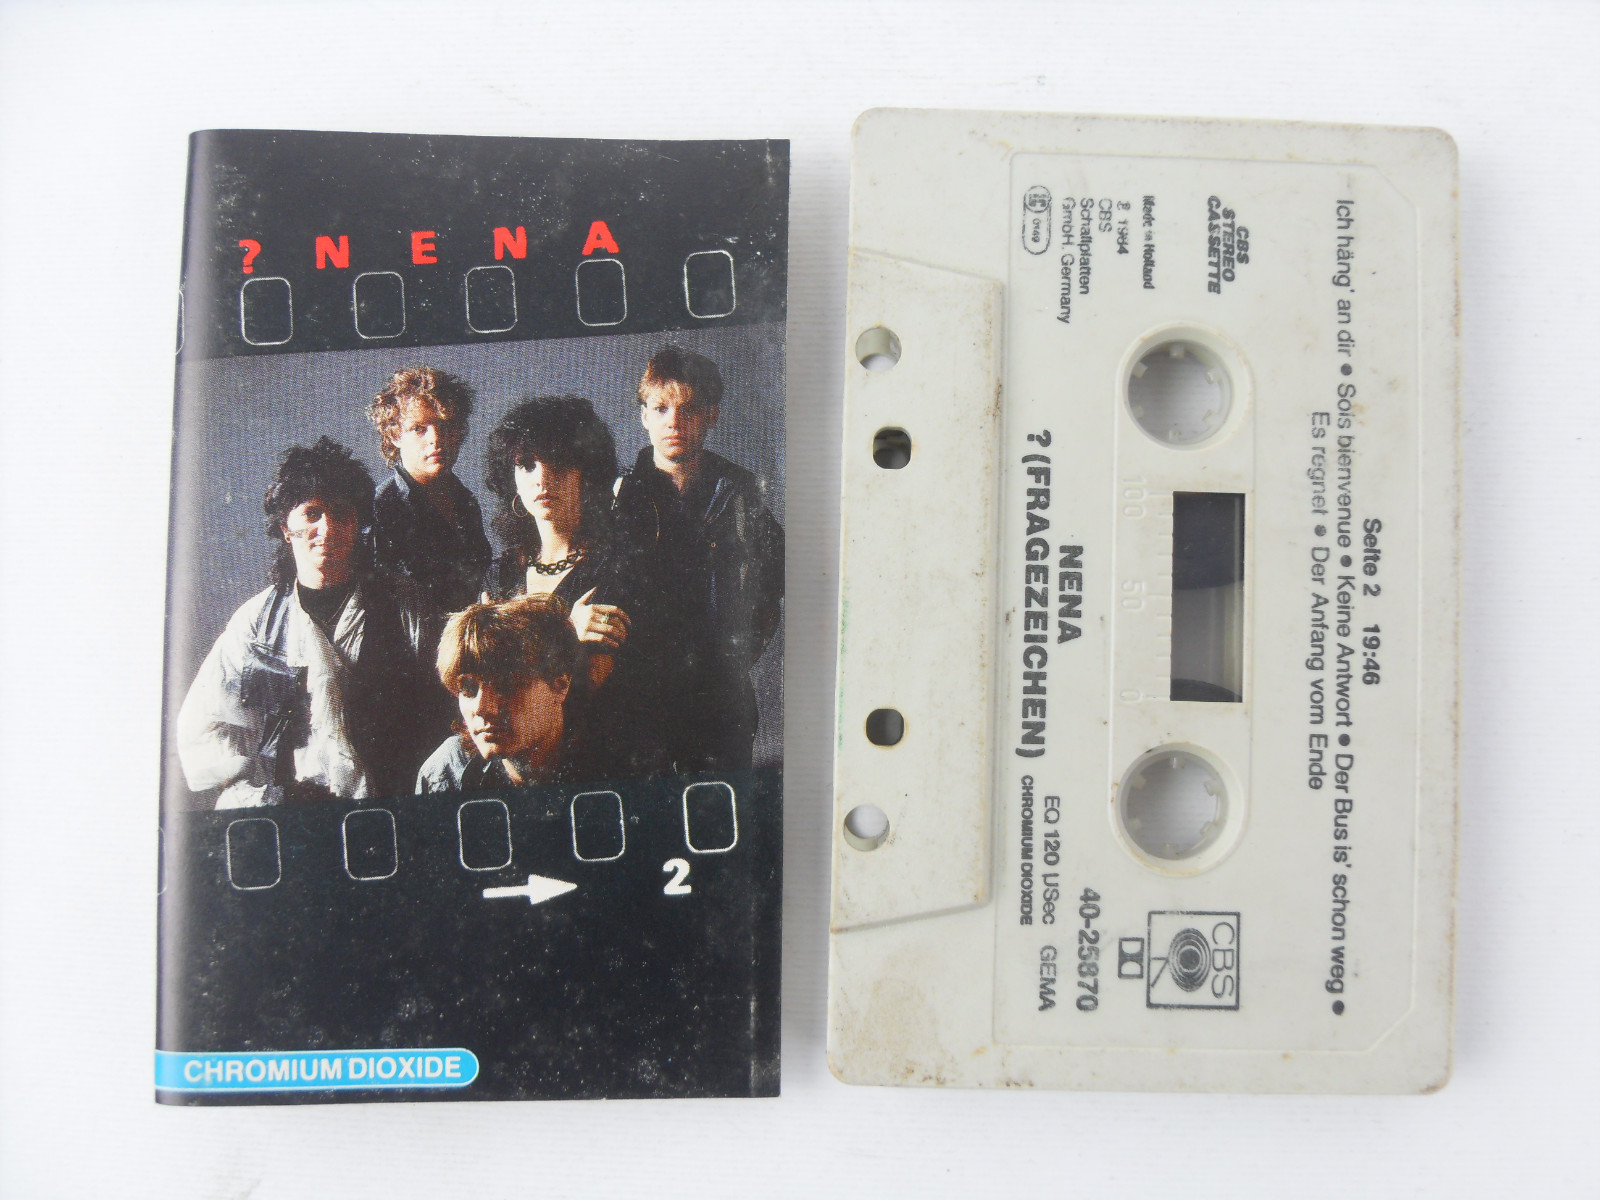 ? NENA
2
CHROMIUM DIOXIDE
Seite 2 19:46
Ich häng' an dir • Sois bienvenue • Keine Antwort • Der Bus is' schon weg •
Es regnet • Der Anfang vom Ende
CBS
STEREO
CASSETTE
Made in Holland
℗ 1984
CBS
Schallplatten
GmbH, Germany
100 50 0
CBS
40-25870
NENA
? (FRAGEZEICHEN)
EQ 120 µSec GEMA
CHROMIUM DIOXIDE